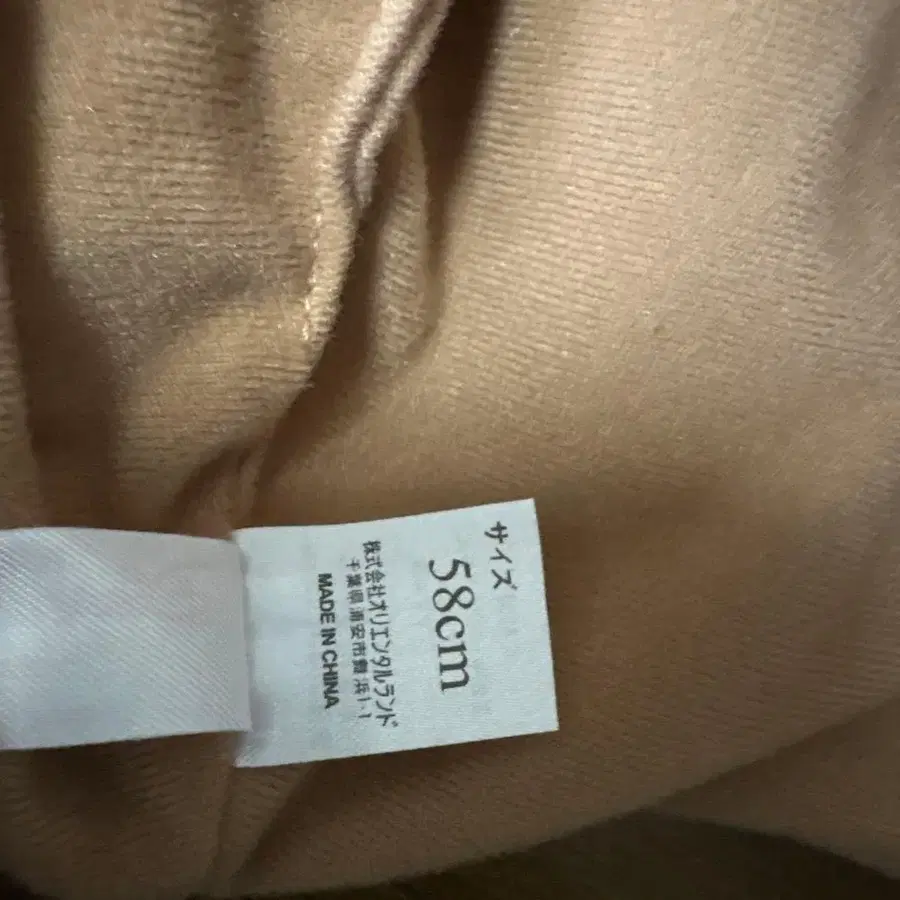 サイズ
58cm
株式会社オリエンタルランド
千葉県浦安市舞浜1-1
MADE IN CHINA